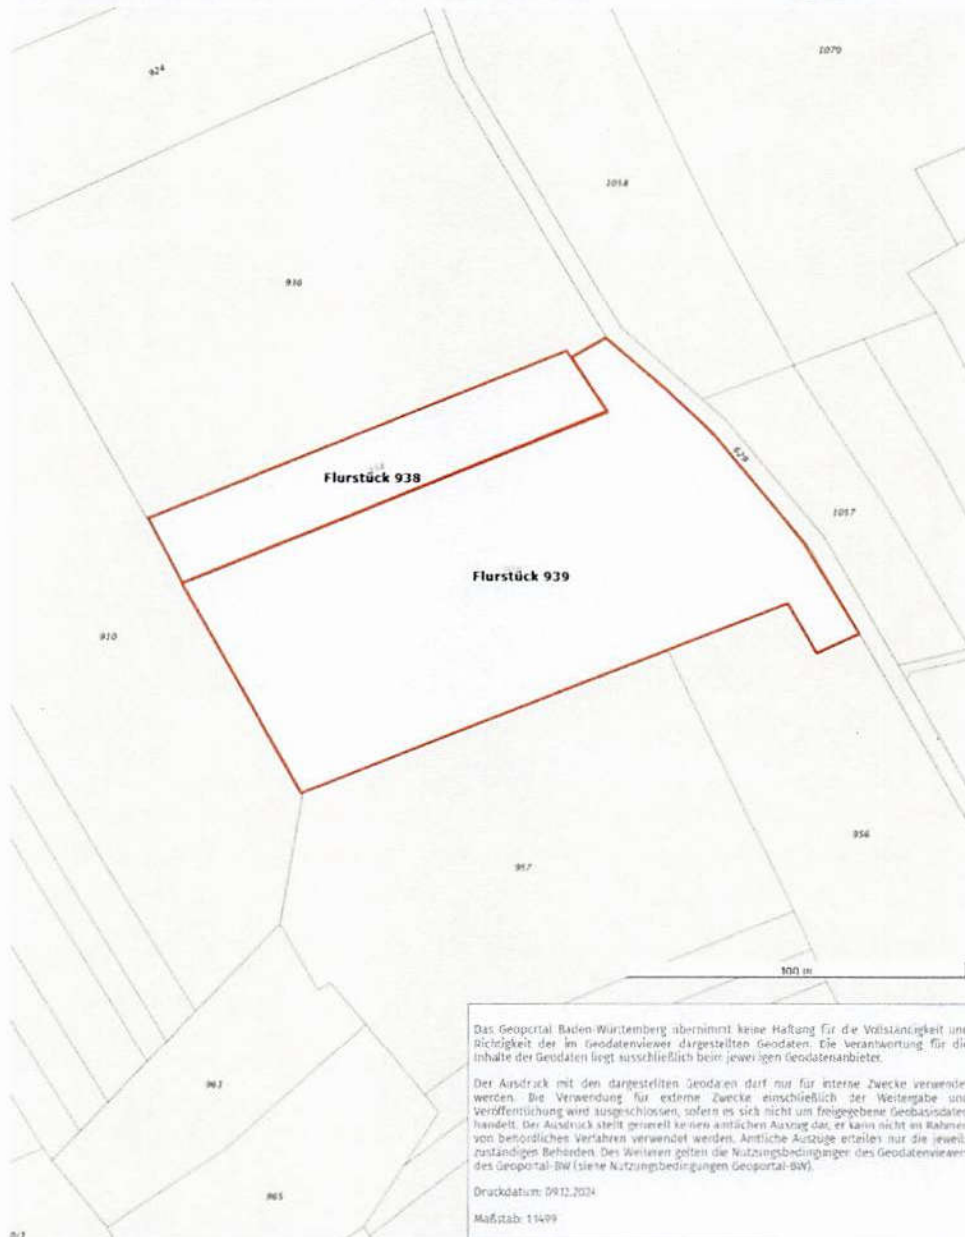 1070
924
1058
930
Flurstück 938
629
1057
Flurstück 939
910
956
957
100 m
Das Geoportal Baden-Württemberg übernimmt keine Haftung für die Vollständigkeit und
Richtigkeit der im Geodatenviewer dargestellten Geodaten. Die Verantwortung für die
Inhalte der Geodaten liegt ausschließlich beim jeweiligen Geodatenanbieter.
Der Ausdruck mit den dargestellten Geodaten darf nur für interne Zwecke verwendet
werden. Die Verwendung für externe Zwecke einschließlich der Weitergabe und
Veröffentlichung wird ausgeschlossen, sofern es sich nicht um freigegebene Geobasisdaten
handelt. Der Ausdruck stellt generell keinen amtlichen Auszug dar, er kann nicht im Rahmen
von behördlichen Verfahren verwendet werden. Amtliche Auszüge erteilen nur die jeweils
zuständigen Behörden. Des Weiteren gelten die Nutzungsbedingungen des Geodatenviewers
des Geoportal-BW (siehe Nutzungsbedingungen Geoportal-BW).
963
Druckdatum: 09.12.2024
965
Maßstab: 1:1499